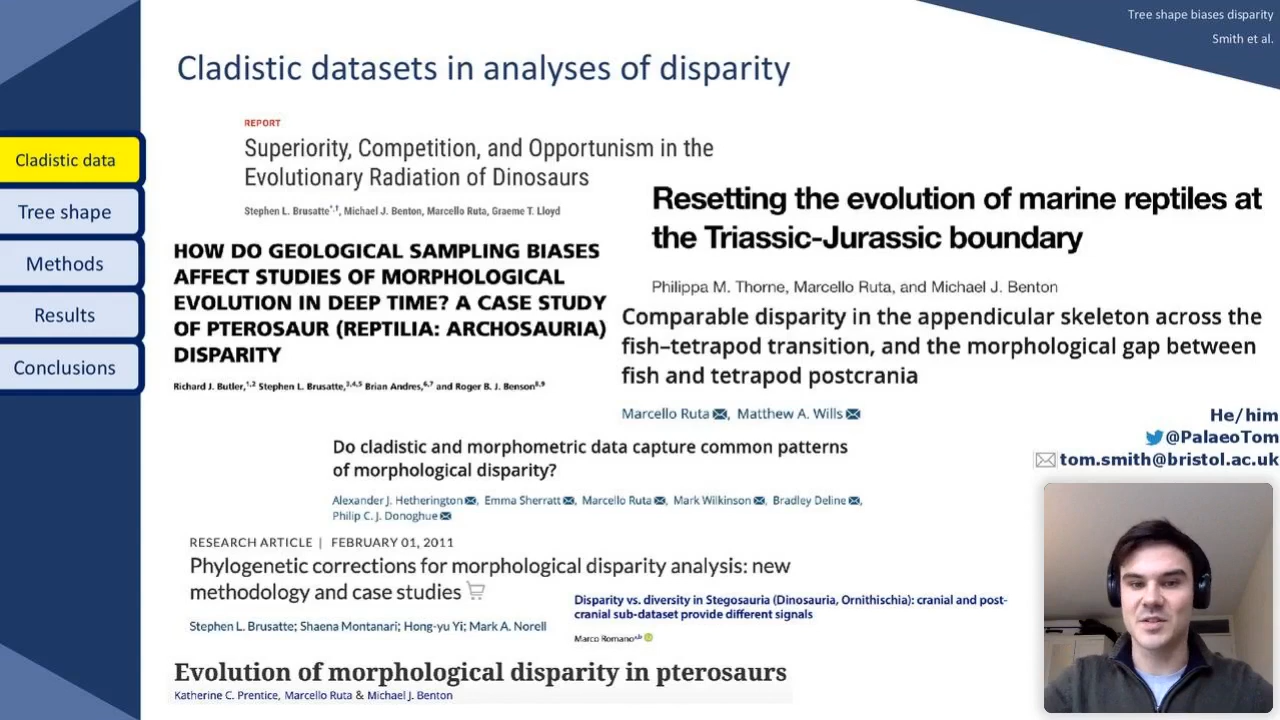 Tree shape biases disparity
Smith et al.
Cladistic datasets in analyses of disparity
Cladistic data
Tree shape
Methods
Results
Conclusions
REPORT
Superiority, Competition, and Opportunism in the
Evolutionary Radiation of Dinosaurs
Stephen L. Brusatte*,†, Michael J. Benton, Marcello Ruta, Graeme T. Lloyd
Resetting the evolution of marine reptiles at
the Triassic-Jurassic boundary
Philippa M. Thorne, Marcello Ruta, and Michael J. Benton
HOW DO GEOLOGICAL SAMPLING BIASES
AFFECT STUDIES OF MORPHOLOGICAL
EVOLUTION IN DEEP TIME? A CASE STUDY
OF PTEROSAUR (REPTILIA: ARCHOSAURIA)
DISPARITY
Richard J. Butler,1,2 Stephen L. Brusatte,3,4,5 Brian Andres,6,7 and Roger B. J. Benson8,9
Comparable disparity in the appendicular skeleton across the
fish–tetrapod transition, and the morphological gap between
fish and tetrapod postcrania
Marcello Ruta, Matthew A. Wills
He/him
@PalaeoTom
tom.smith@bristol.ac.uk
Do cladistic and morphometric data capture common patterns
of morphological disparity?
Alexander J. Hetherington, Emma Sherratt, Marcello Ruta, Mark Wilkinson, Bradley Deline,
Philip C. J. Donoghue
RESEARCH ARTICLE | FEBRUARY 01, 2011
Phylogenetic corrections for morphological disparity analysis: new
methodology and case studies
Stephen L. Brusatte; Shaena Montanari; Hong-yu Yi; Mark A. Norell
Disparity vs. diversity in Stegosauria (Dinosauria, Ornithischia): cranial and post-
cranial sub-dataset provide different signals
Marco Romanoa,b
Evolution of morphological disparity in pterosaurs
Katherine C. Prentice, Marcello Ruta & Michael J. Benton